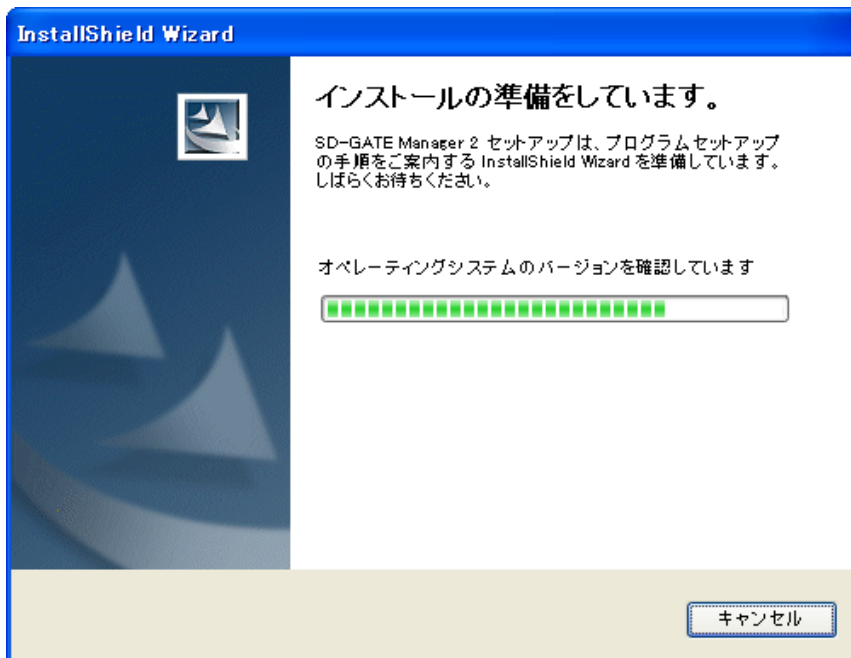 InstallShield Wizard
インストールの準備をしています。
SD-GATE Manager 2 セットアップは、プログラムセットアップ
の手順をご案内する InstallShield Wizard を準備しています。
しばらくお待ちください。
オペレーティングシステムのバージョンを確認しています
キャンセル